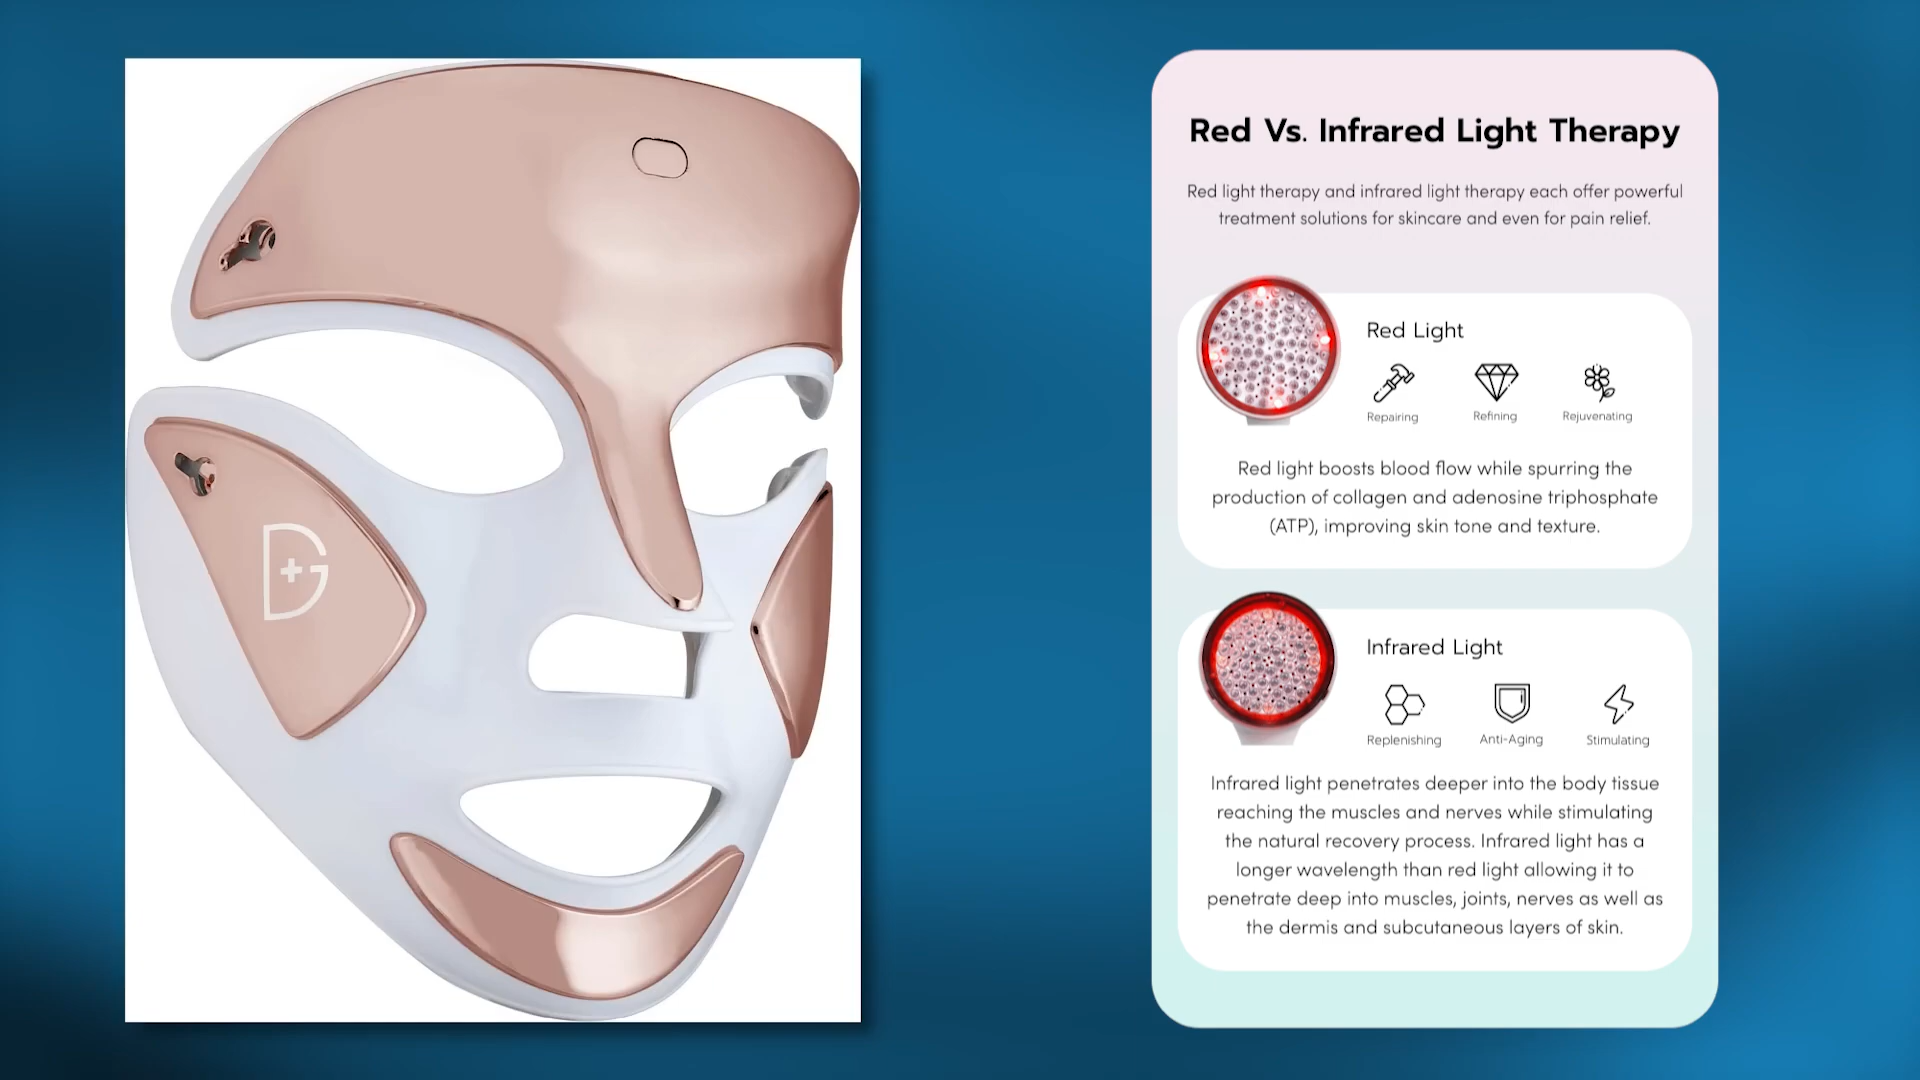 D+G
Red Vs. Infrared Light Therapy
Red light therapy and infrared light therapy each offer powerful
treatment solutions for skincare and even for pain relief.
Red Light
Repairing Refining Rejuvenating
Red light boosts blood flow while spurring the
production of collagen and adenosine triphosphate
(ATP), improving skin tone and texture.
Infrared Light
Replenishing Anti-Aging Stimulating
Infrared light penetrates deeper into the body tissue
reaching the muscles and nerves while stimulating
the natural recovery process. Infrared light has a
longer wavelength than red light allowing it to
penetrate deep into muscles, joints, nerves as well as
the dermis and subcutaneous layers of skin.